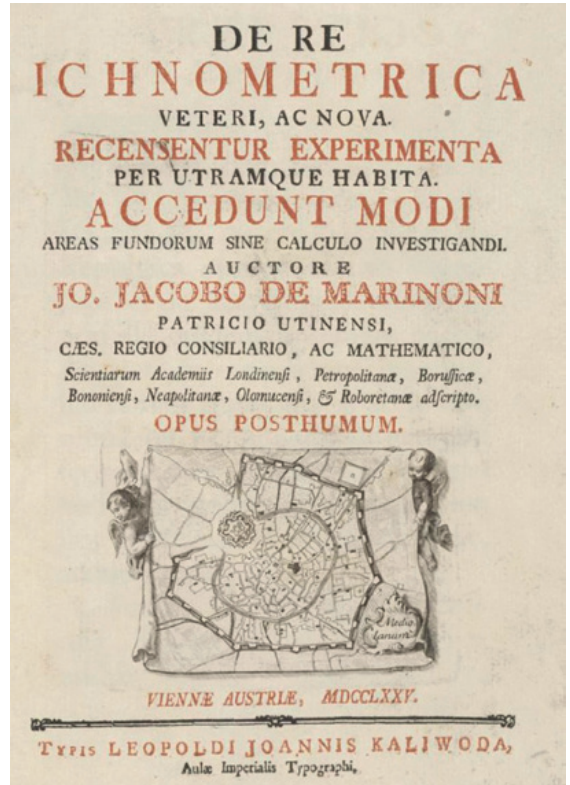 DE RE
ICHNOMETRICA
VETERI, AC NOVA.
RECENSENTUR EXPERIMENTA
PER UTRAMQUE HABITA.
ACCEDUNT MODI
AREAS FUNDORUM SINE CALCULO INVESTIGANDI.
AUCTORE
JO. JACOBO DE MARINONI
PATRICIO UTINENSI,
CÆS. REGIO CONSILIARIO, AC MATHEMATICO,
Scientiarum Academiis Londinensi, Petropolitanæ, Borussicæ,
Bononiensi, Neapolitanæ, Olomucensi, & Roboretanæ adscripto.
OPUS POSTHUMUM.
Medio
lanum
VIENNÆ AUSTRIÆ, MDCCLXXV.
TYPIS LEOPOLDI JOANNIS KALIWODA,
Aulæ Imperialis Typographi.